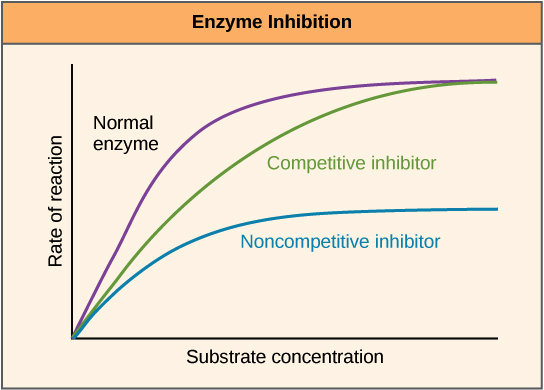 Enzyme Inhibition
Normal
enzyme
Competitive inhibitor
Noncompetitive inhibitor
Rate of reaction
Substrate concentration